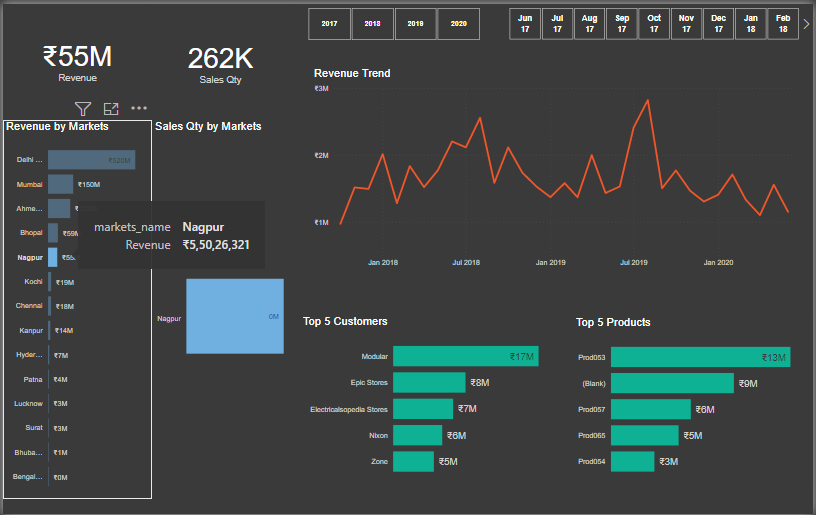 2017 2018 2019 2020
Jun 17 Jul 17 Aug 17 Sep 17 Oct 17 Nov 17 Dec 17 Jan 18 Feb 18
₹55M
Revenue
262K
Sales Qty
Revenue by Markets
Delhi ... ₹520M
Mumbai ₹150M
Ahme...
Bhopal ₹59M
Nagpur ₹55
Kochi ₹19M
Chennai ₹18M
Kanpur ₹14M
Hyder... ₹7M
Patna ₹4M
Lucknow ₹3M
Surat ₹3M
Bhuba... ₹1M
Bengal... ₹0M
markets_name Nagpur
Revenue ₹5,50,26,321
Sales Qty by Markets
Nagpur 0M
Revenue Trend
₹3M
₹2M
₹1M
Jan 2018 Jul 2018 Jan 2019 Jul 2019 Jan 2020
Top 5 Customers
Modular ₹17M
Epic Stores ₹8M
Electricalsopedia Stores ₹7M
Nixon ₹6M
Zone ₹5M
Top 5 Products
Prod053 ₹13M
(Blank) ₹9M
Prod057 ₹6M
Prod065 ₹5M
Prod054 ₹3M